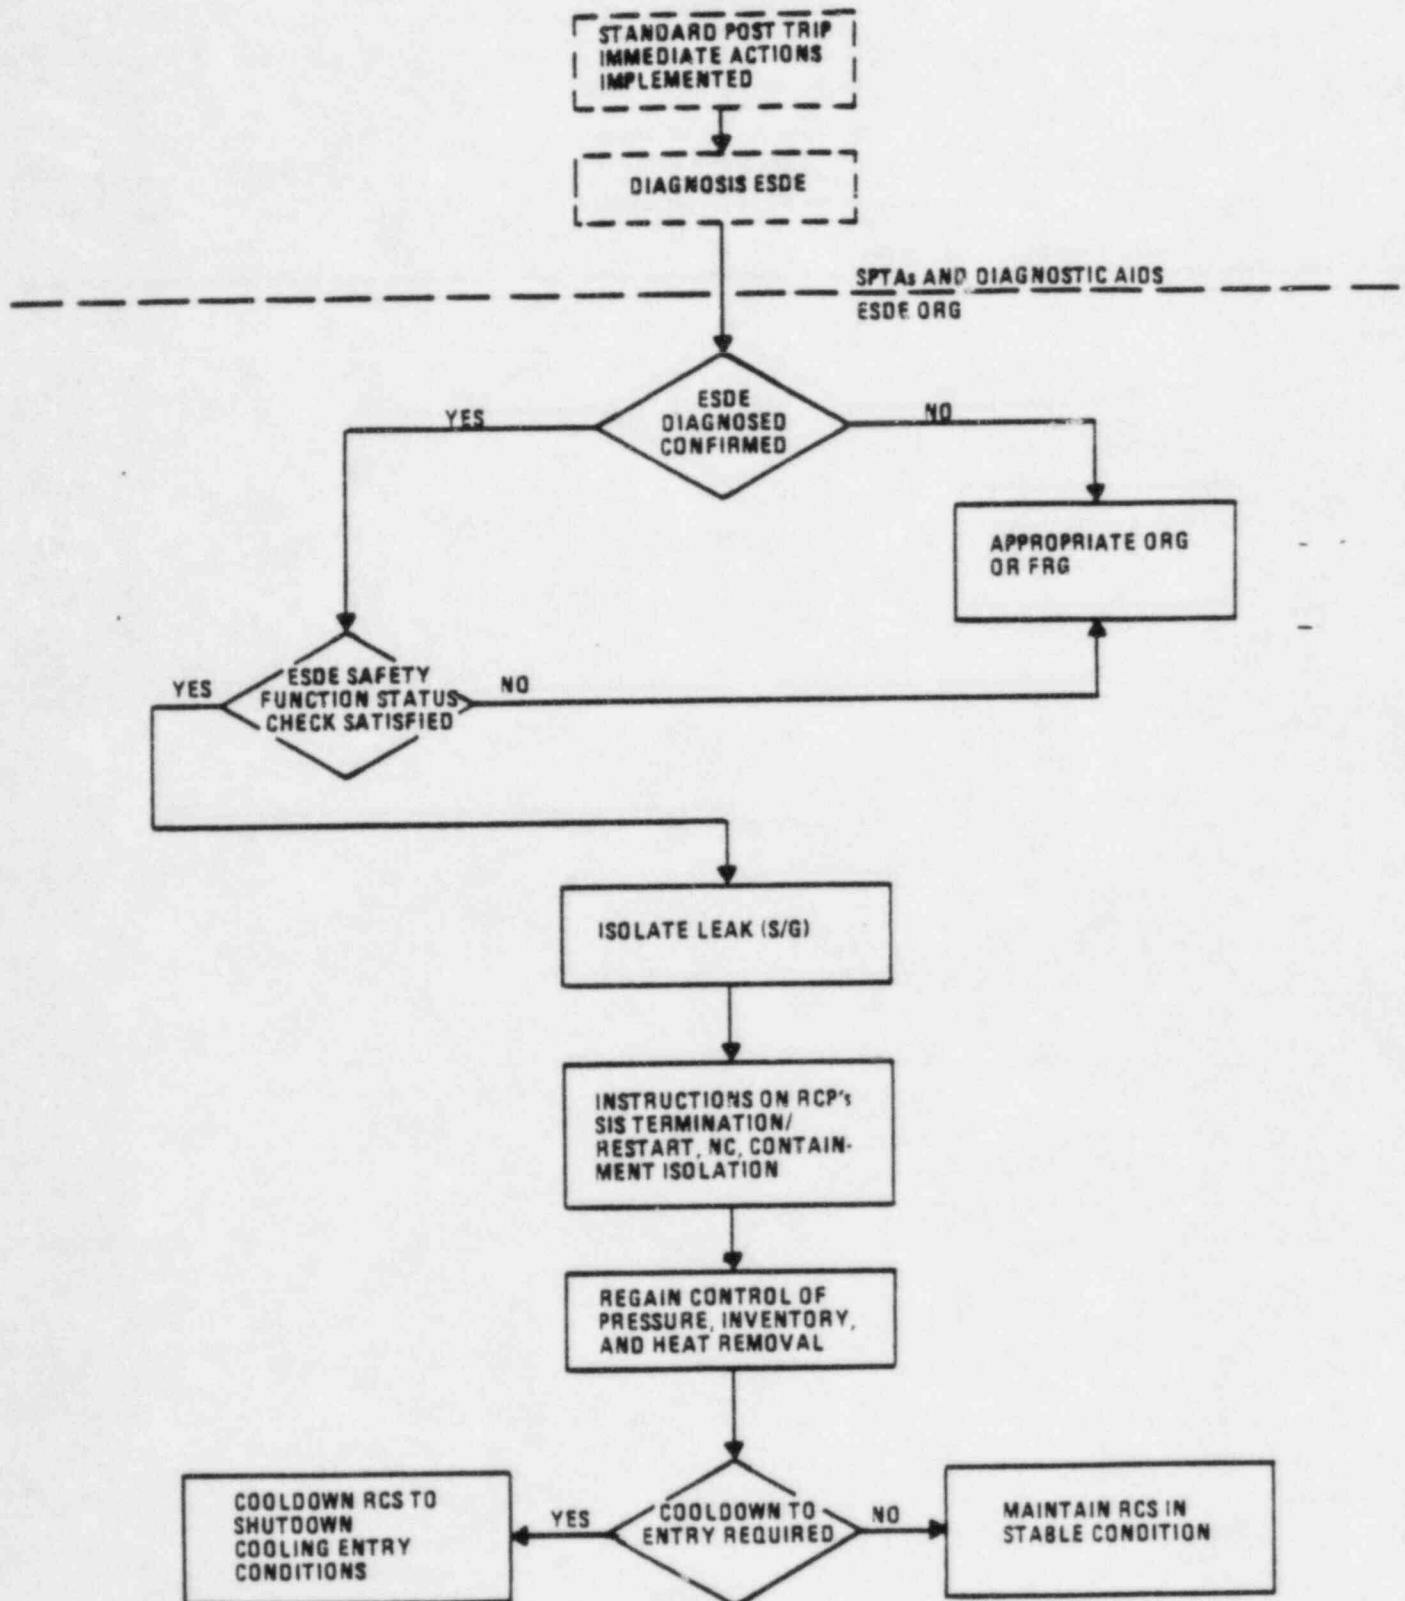 STANDARD POST TRIP
IMMEDIATE ACTIONS
IMPLEMENTED
DIAGNOSIS ESDE
SPTAs AND DIAGNOSTIC AIDS
ESDE ORG
ESDE
DIAGNOSED
CONFIRMED
YES
NO
APPROPRIATE ORG
OR FRG
ESDE SAFETY
FUNCTION STATUS
CHECK SATISFIED
YES
NO
ISOLATE LEAK (S/G)
INSTRUCTIONS ON RCP's
SIS TERMINATION/
RESTART, NC, CONTAIN-
MENT ISOLATION
REGAIN CONTROL OF
PRESSURE, INVENTORY,
AND HEAT REMOVAL
COOLDOWN TO
ENTRY REQUIRED
YES
NO
COOLDOWN RCS TO
SHUTDOWN
COOLING ENTRY
CONDITIONS
MAINTAIN RCS IN
STABLE CONDITION